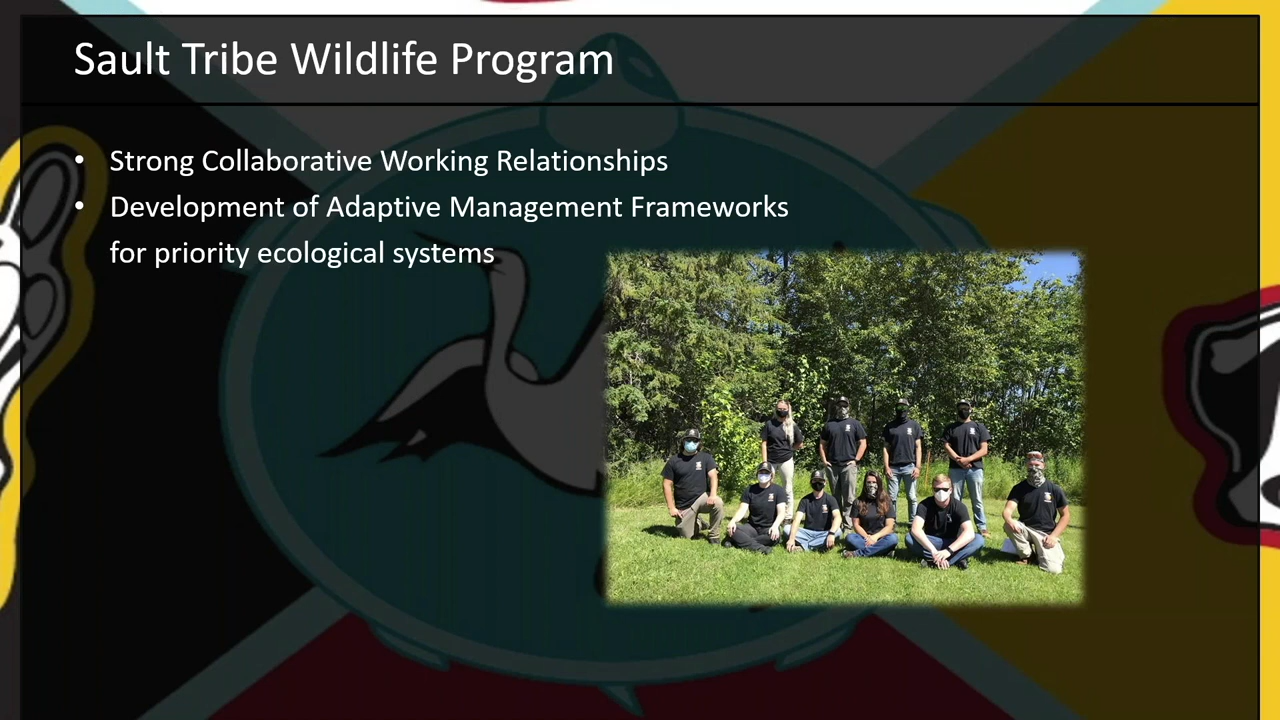 Sault Tribe Wildlife Program
• Strong Collaborative Working Relationships
• Development of Adaptive Management Frameworks
for priority ecological systems